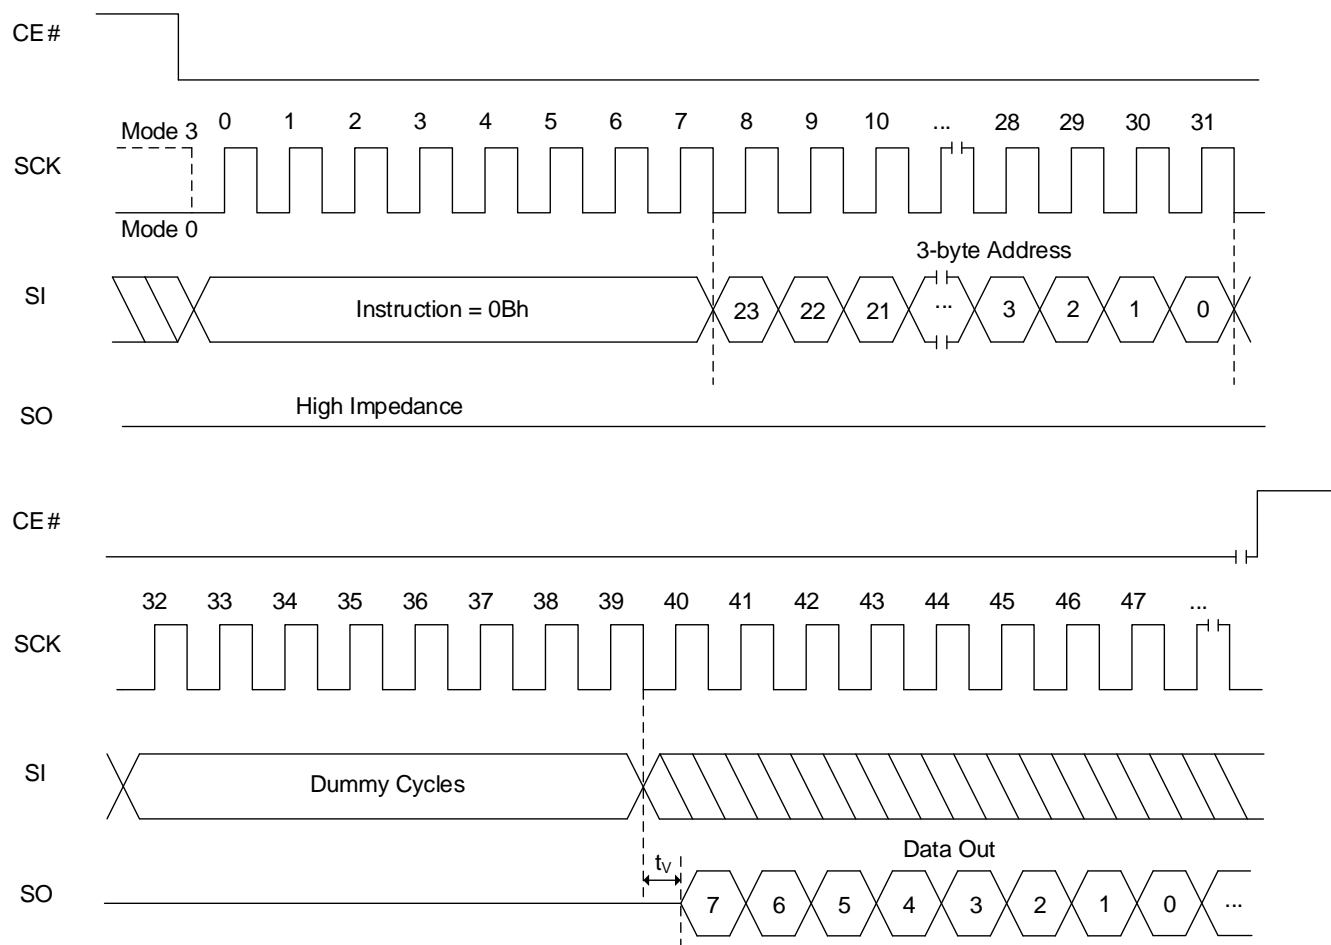 CE#
Mode 3 0 1 2 3 4 5 6 7 8 9 10 ... 28 29 30 31
SCK
Mode 0
3-byte Address
SI Instruction = 0Bh 23 22 21 ... 3 2 1 0
SO High Impedance
CE#
32 33 34 35 36 37 38 39 40 41 42 43 44 45 46 47 ...
SCK
SI Dummy Cycles
Data Out
tV
SO 7 6 5 4 3 2 1 0 ...